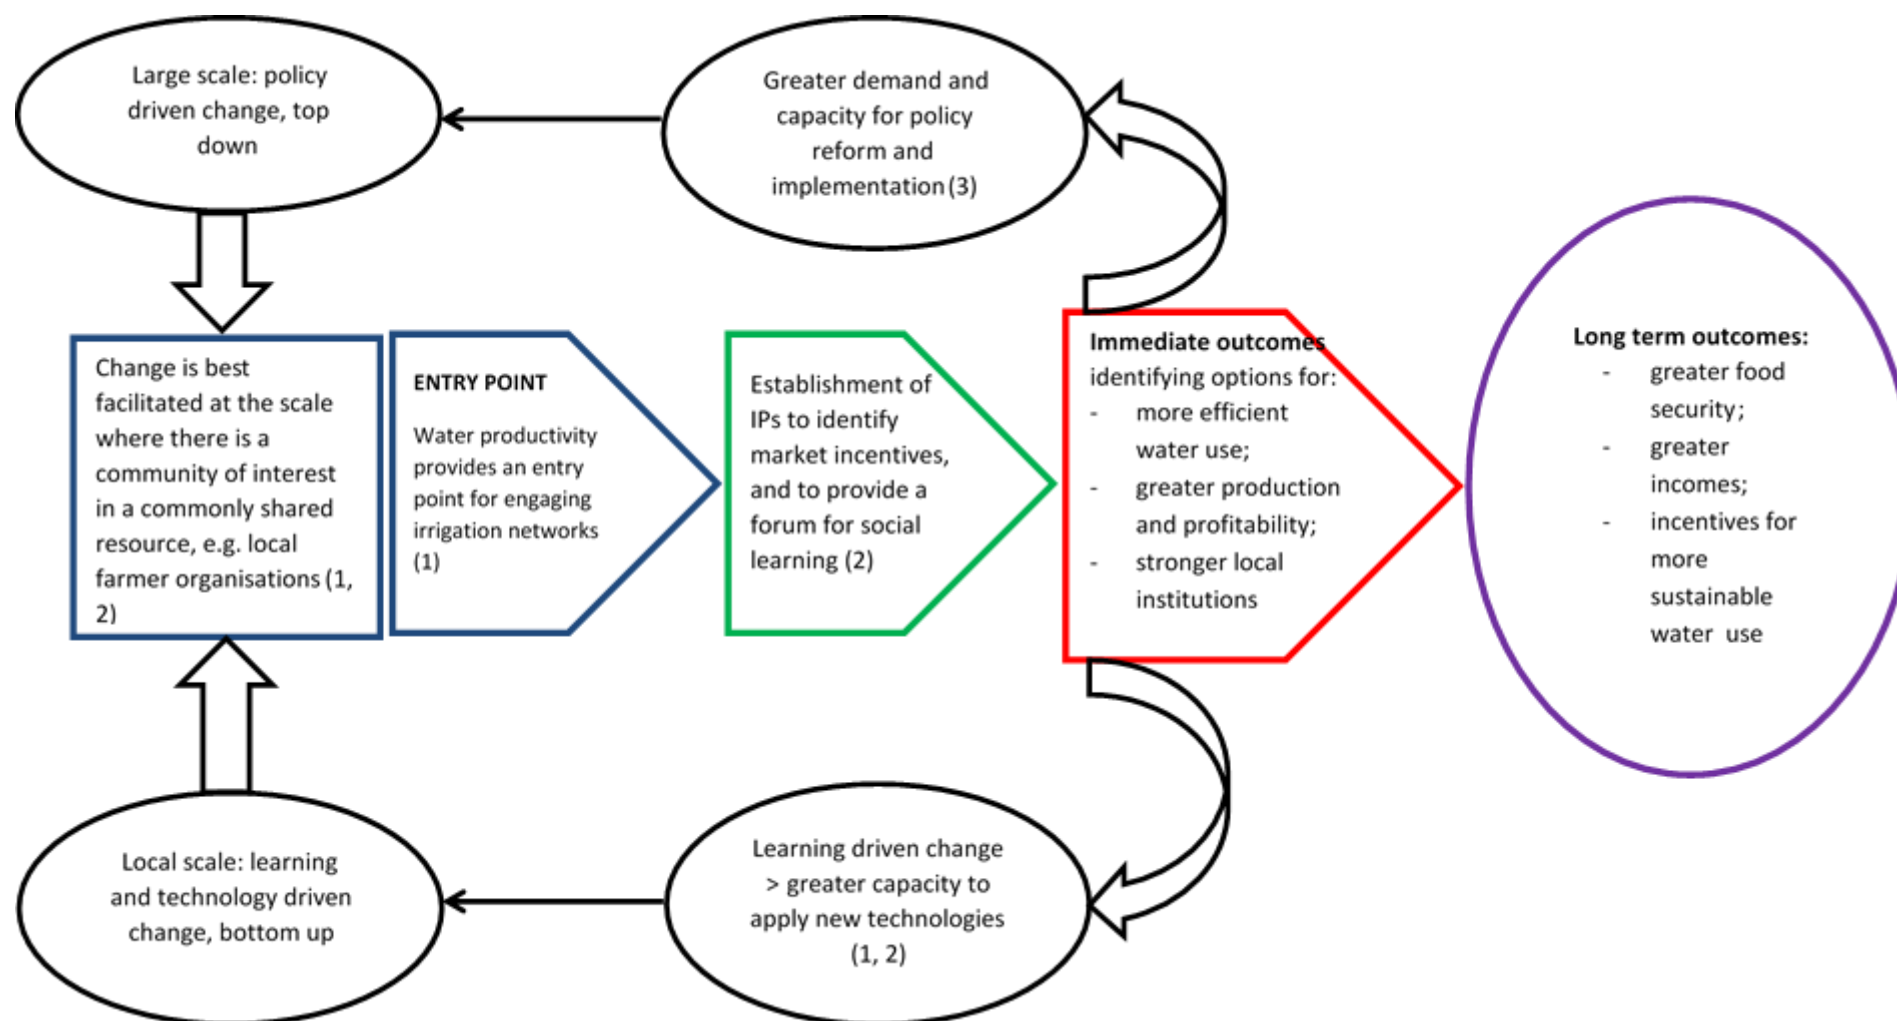 Large scale: policy
driven change, top
down
Greater demand and
capacity for policy
reform and
implementation (3)
Change is best
facilitated at the scale
where there is a
community of interest
in a commonly shared
resource, e.g. local
farmer organisations (1,
2)
ENTRY POINT
Water productivity
provides an entry
point for engaging
irrigation networks
(1)
Establishment of
IPs to identify
market incentives,
and to provide a
forum for social
learning (2)
Immediate outcomes
identifying options for:
- more efficient
water use;
- greater production
and profitability;
- stronger local
institutions
Long term outcomes:
- greater food
security;
- greater
incomes;
- incentives for
more
sustainable
water use
Local scale: learning
and technology driven
change, bottom up
Learning driven change
> greater capacity to
apply new technologies
(1, 2)